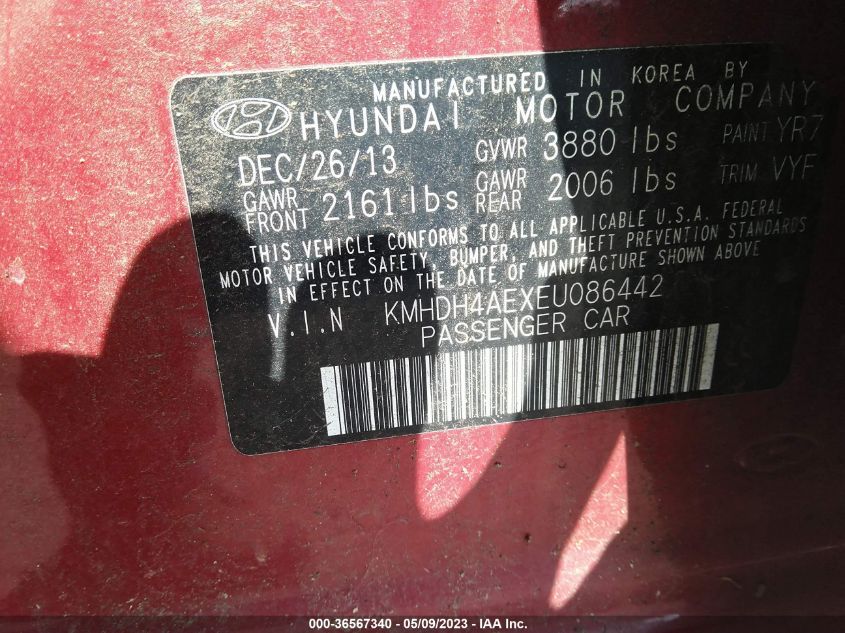 MANUFACTURED IN KOREA BY
HYUNDAI MOTOR COMPANY
DEC/26/13 GVWR 3880 lbs PAINT YR7
GAWR FRONT 2161 lbs GAWR REAR 2006 lbs TRIM VYF
THIS VEHICLE CONFORMS TO ALL APPLICABLE U.S.A. FEDERAL
MOTOR VEHICLE SAFETY, BUMPER, AND THEFT PREVENTION STANDARDS
IN EFFECT ON THE DATE OF MANUFACTURE SHOWN ABOVE
V.I.N KMHDH4AEXEU086442
PASSENGER CAR
000-36567340 - 05/09/2023 - IAA Inc.